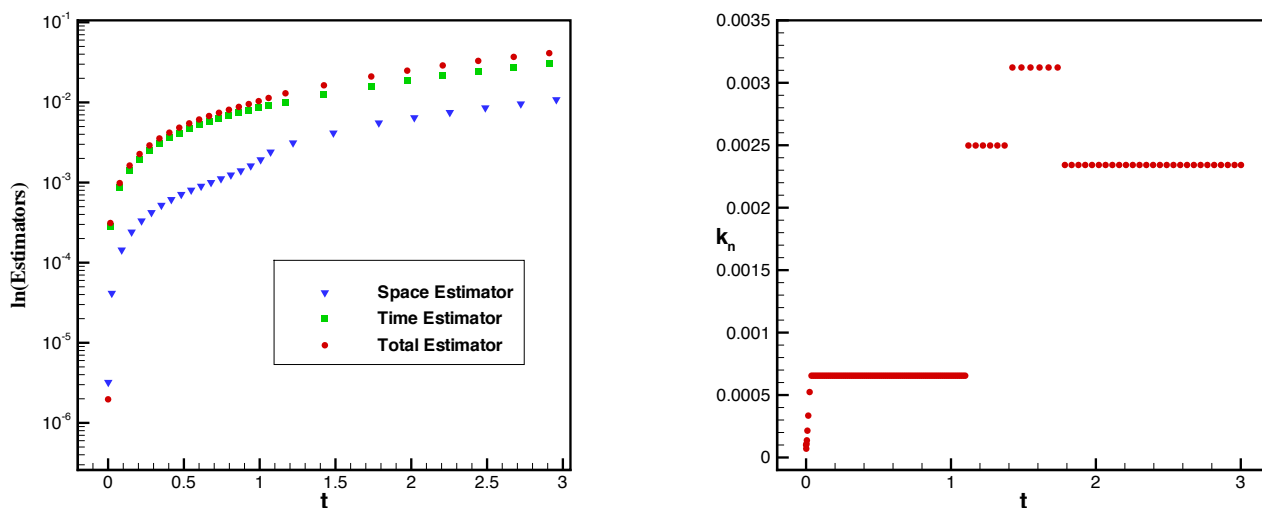 10^-1
10^-2
10^-3
10^-4
10^-5
10^-6
ln(Estimators)
Space Estimator
Time Estimator
Total Estimator
0 0.5 1 1.5 2 2.5 3
t
0.0035
0.003
0.0025
0.002
k_n
0.0015
0.001
0.0005
0
0 1 2 3
t